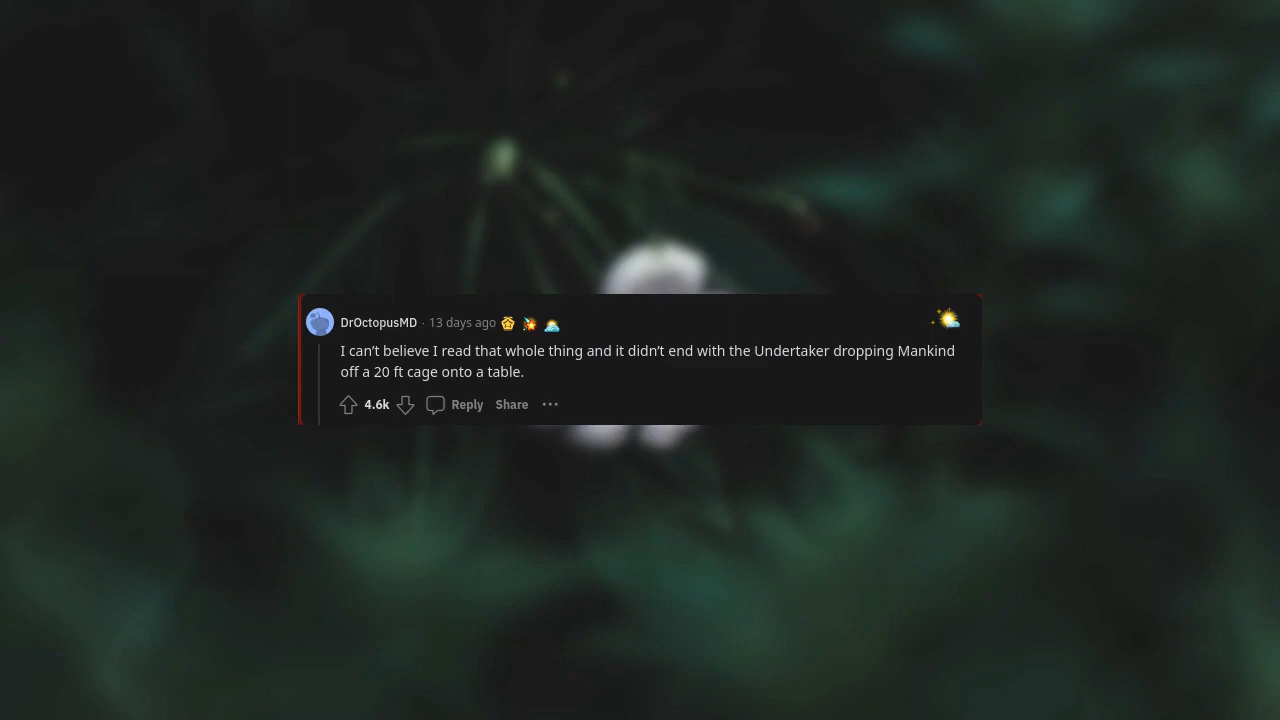 DrOctopusMD · 13 days ago
I can’t believe I read that whole thing and it didn’t end with the Undertaker dropping Mankind
off a 20 ft cage onto a table.
4.6k Reply Share ···